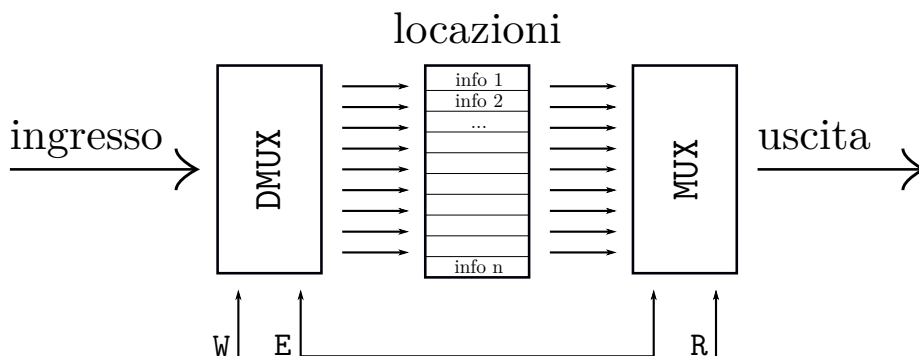 locazioni
ingresso
DMUX
info 1
info 2
...
info n
MUX
uscita
W
E
R